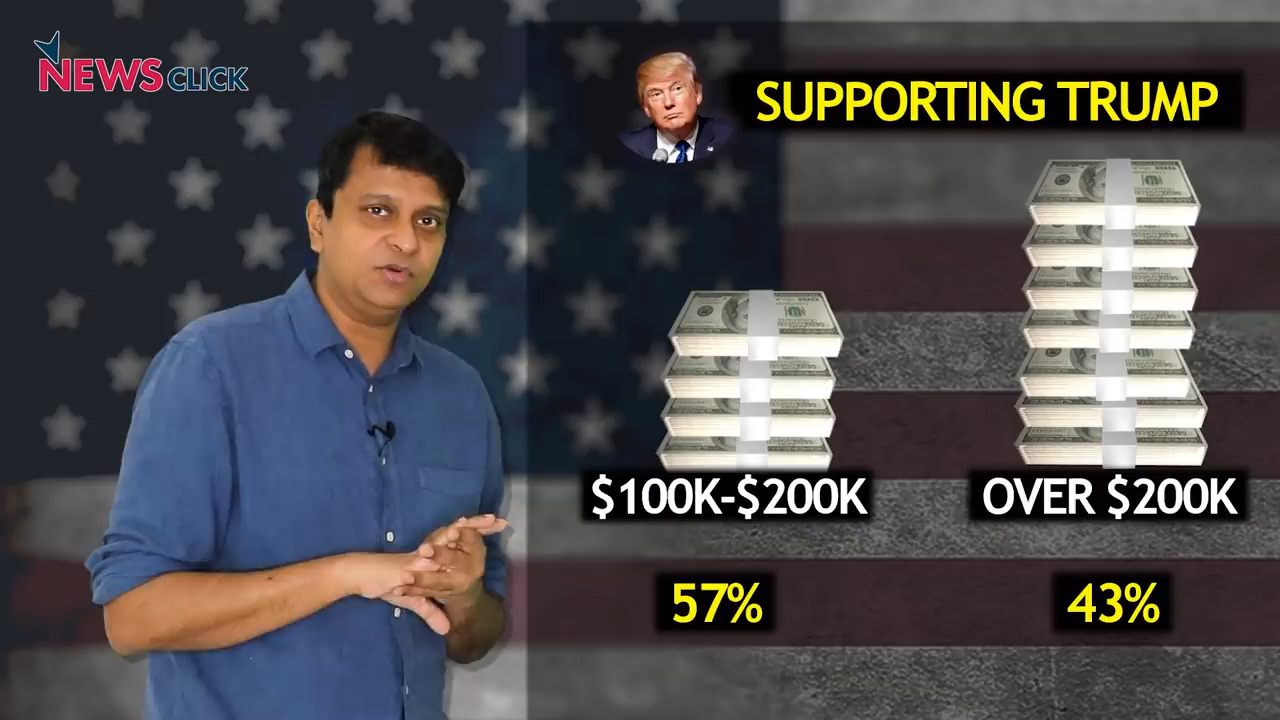 NEWSCLICK
SUPPORTING TRUMP
$100K-$200K
OVER $200K
57%
43%